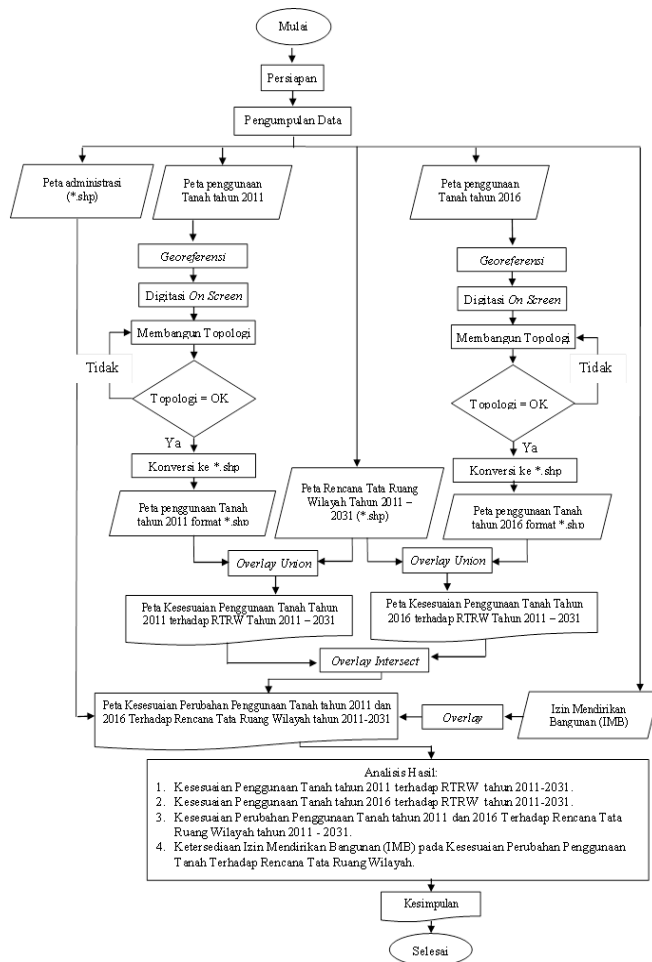 Mulai
Persiapan
Pengumpulan Data
Peta administrasi
(*.shp)
Peta penggunaan
Tanah tahun 2011
Peta penggunaan
Tanah tahun 2016
Georeferensi
Georeferensi
Digitasi On Screen
Digitasi On Screen
Membangun Topologi
Membangun Topologi
Tidak
Tidak
Topologi = OK
Topologi = OK
Ya
Ya
Konversi ke *.shp
Konversi ke *.shp
Peta penggunaan Tanah
tahun 2011 format *.shp
Peta Rencana Tata Ruang
Wilayah Tahun 2011 –
2031 (*.shp)
Peta penggunaan Tanah
tahun 2016 format *.shp
Overlay Union
Overlay Union
Peta Kesesuaian Penggunaan Tanah Tahun
2011 terhadap RTRW Tahun 2011 – 2031
Peta Kesesuaian Penggunaan Tanah Tahun
2016 terhadap RTRW Tahun 2011 – 2031
Overlay Intersect
Peta Kesesuaian Perubahan Penggunaan Tanah tahun 2011 dan
2016 Terhadap Rencana Tata Ruang Wilayah tahun 2011-2031
Overlay
Izin Mendirikan
Bangunan (IMB)
Analisis Hasil:
1. Kesesuaian Penggunaan Tanah tahun 2011 terhadap RTRW tahun 2011-2031.
2. Kesesuaian Penggunaan Tanah tahun 2016 terhadap RTRW tahun 2011-2031.
3. Kesesuaian Perubahan Penggunaan Tanah tahun 2011 dan 2016 Terhadap Rencana Tata
Ruang Wilayah tahun 2011 - 2031.
4. Ketersediaan Izin Mendirikan Bangunan (IMB) pada Kesesuaian Perubahan Penggunaan
Tanah Terhadap Rencana Tata Ruang Wilayah.
Kesimpulan
Selesai